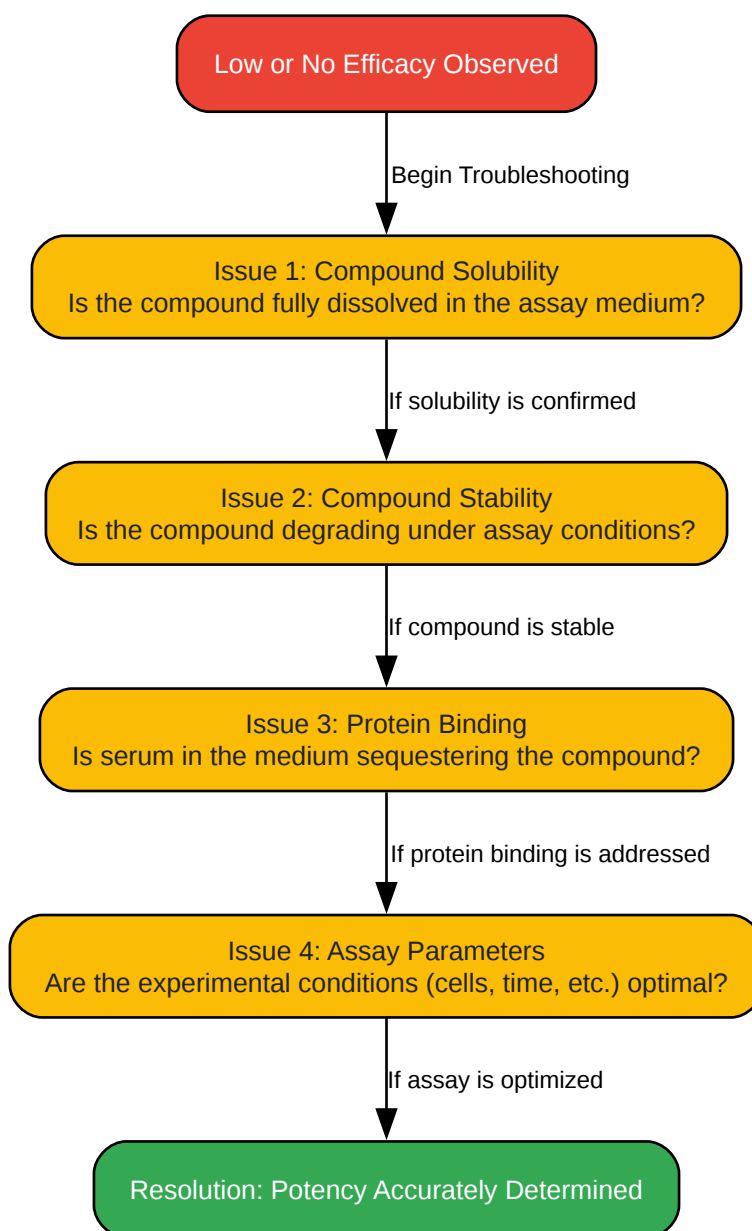 Low or No Efficacy Observed
Begin Troubleshooting
Issue 1: Compound Solubility
Is the compound fully dissolved in the assay medium?
If solubility is confirmed
Issue 2: Compound Stability
Is the compound degrading under assay conditions?
If compound is stable
Issue 3: Protein Binding
Is serum in the medium sequestering the compound?
If protein binding is addressed
Issue 4: Assay Parameters
Are the experimental conditions (cells, time, etc.) optimal?
If assay is optimized
Resolution: Potency Accurately Determined